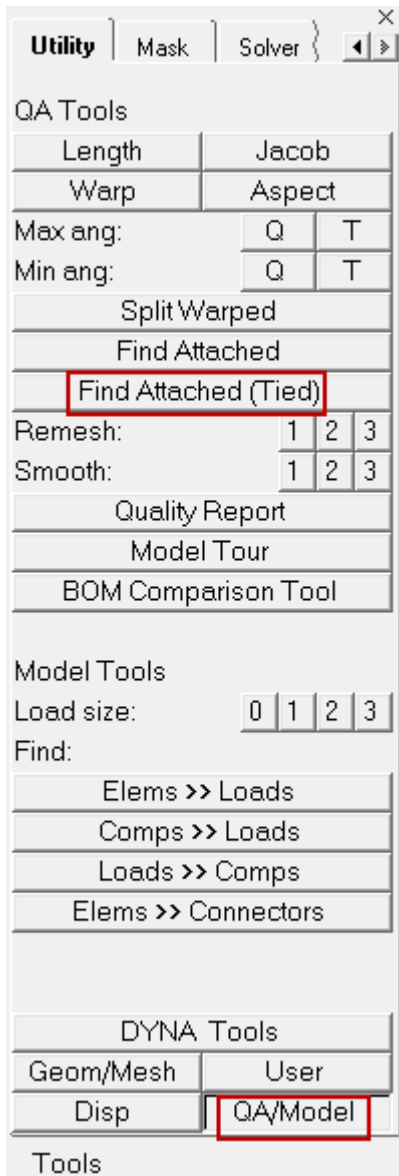 Utility Mask Solver
QA Tools
Length Jacob
Warp Aspect
Max ang: Q T
Min ang: Q T
Split Warped
Find Attached
Find Attached (Tied)
Remesh: 1 2 3
Smooth: 1 2 3
Quality Report
Model Tour
BOM Comparison Tool
Model Tools
Load size: 0 1 2 3
Find:
Elems >> Loads
Comps >> Loads
Loads >> Comps
Elems >> Connectors
DYNA Tools
Geom/Mesh User
Disp QA/Model
Tools